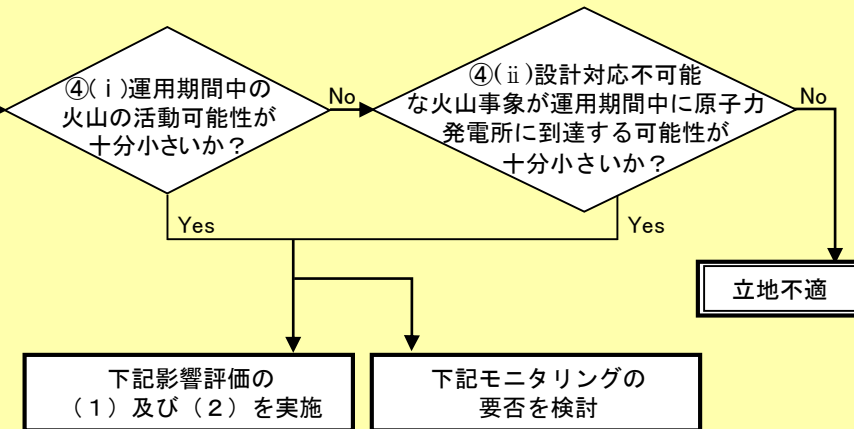 ④(ⅰ)運用期間中の
火山の活動可能性が
十分小さいか？
No
④(ⅱ)設計対応不可能
な火山事象が運用期間中に原子力
発電所に到達する可能性が
十分小さいか？
No
Yes
Yes
立地不適
下記影響評価の
（１）及び（２）を実施
下記モニタリングの
要否を検討